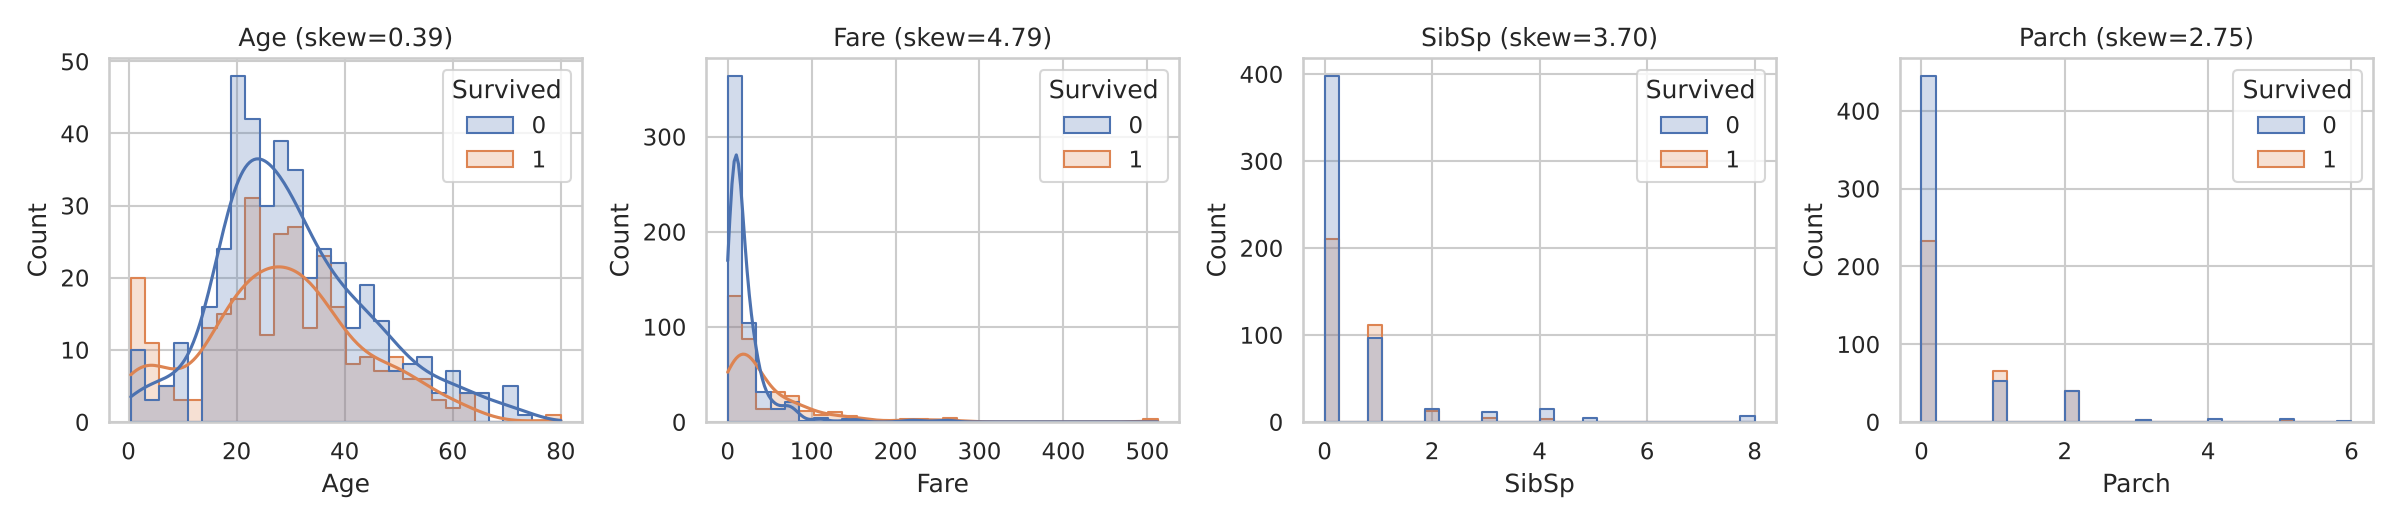 Age (skew=0.39)
50
40
30
20
10
0
Count
0 20 40 60 80
Age
Survived
0
1
Fare (skew=4.79)
300
200
100
0
Count
0 100 200 300 400 500
Fare
Survived
0
1
SibSp (skew=3.70)
400
300
200
100
0
Count
0 2 4 6 8
SibSp
Survived
0
1
Parch (skew=2.75)
400
300
200
100
0
Count
0 2 4 6
Parch
Survived
0
1